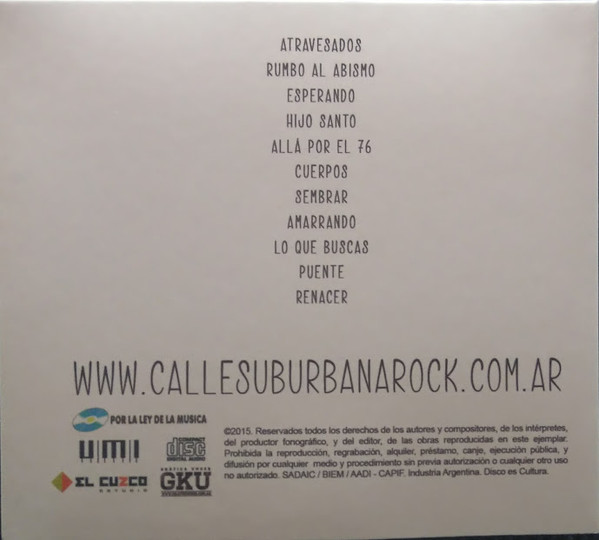 ATRAVESADOS
RUMBO AL ABISMO
ESPERANDO
HIJO SANTO
ALLÁ POR EL 76
CUERPOS
SEMBRAR
AMARRANDO
LO QUE BUSCAS
PUENTE
RENACER
WWW.CALLESUBURBANAROCK.COM.AR
POR LA LEY DE LA MUSICA
UMI
COMPACT
disc
DIGITAL AUDIO
EL CUZCO
ESTUDIO
GKU
©2015. Reservados todos los derechos de los autores y compositores, de los intérpretes,
del productor fonográfico, y del editor, de las obras reproducidas en este ejemplar.
Prohibida la reproducción, regrabación, alquiler, préstamo, canje, ejecución pública, y
difusión por cualquier medio y procedimiento sin previa autorización o cualquier otro uso
no autorizado. SADAIC / BIEM / AADI - CAPIF. Industria Argentina. Disco es Cultura.